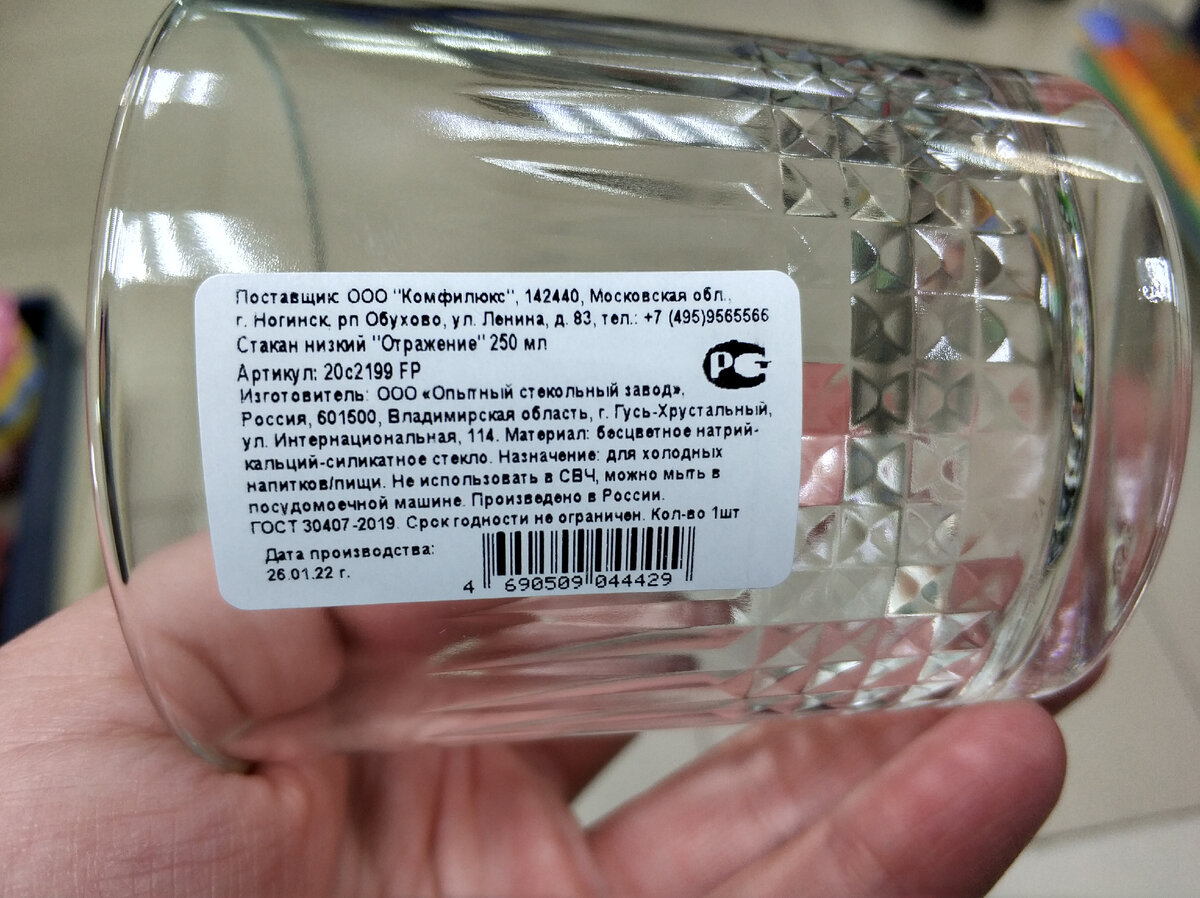 Поставщик: ООО "Комфилюкс", 142440, Московская обл.,
г. Ногинск, рп Обухово, ул. Ленина, д. 83, тел.: +7 (495)9565566
Стакан низкий "Отражение" 250 мл
Артикул: 20с2199 FP
РСТ
Изготовитель: ООО «Опытный стекольный завод»,
Россия, 601500, Владимирская область, г. Гусь-Хрустальный,
ул. Интернациональная, 114. Материал: бесцветное натрий-
кальций-силикатное стекло. Назначение: для холодных
напитков/пищи. Не использовать в СВЧ, можно мыть в
посудомоечной машине. Произведено в России.
ГОСТ 30407-2019. Срок годности не ограничен. Кол-во 1шт
Дата производства:
26.01.22 г.
4 690509 044429